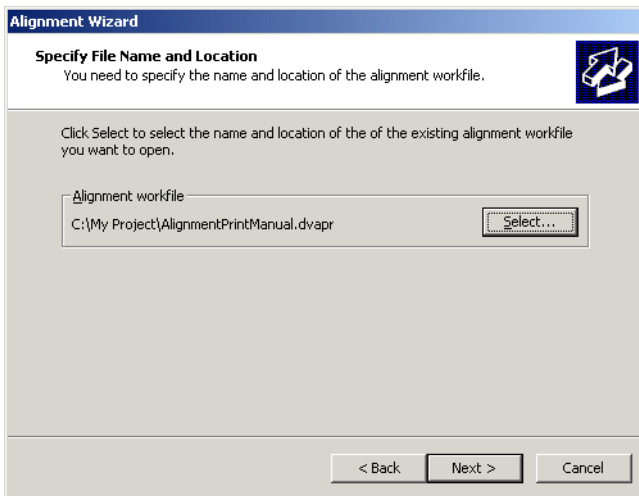 Alignment Wizard
Specify File Name and Location
You need to specify the name and location of the alignment workfile.
Click Select to select the name and location of the of the existing alignment workfile
you want to open.
Alignment workfile
C:\My Project\AlignmentPrintManual.dvapr
Select...
< Back
Next >
Cancel